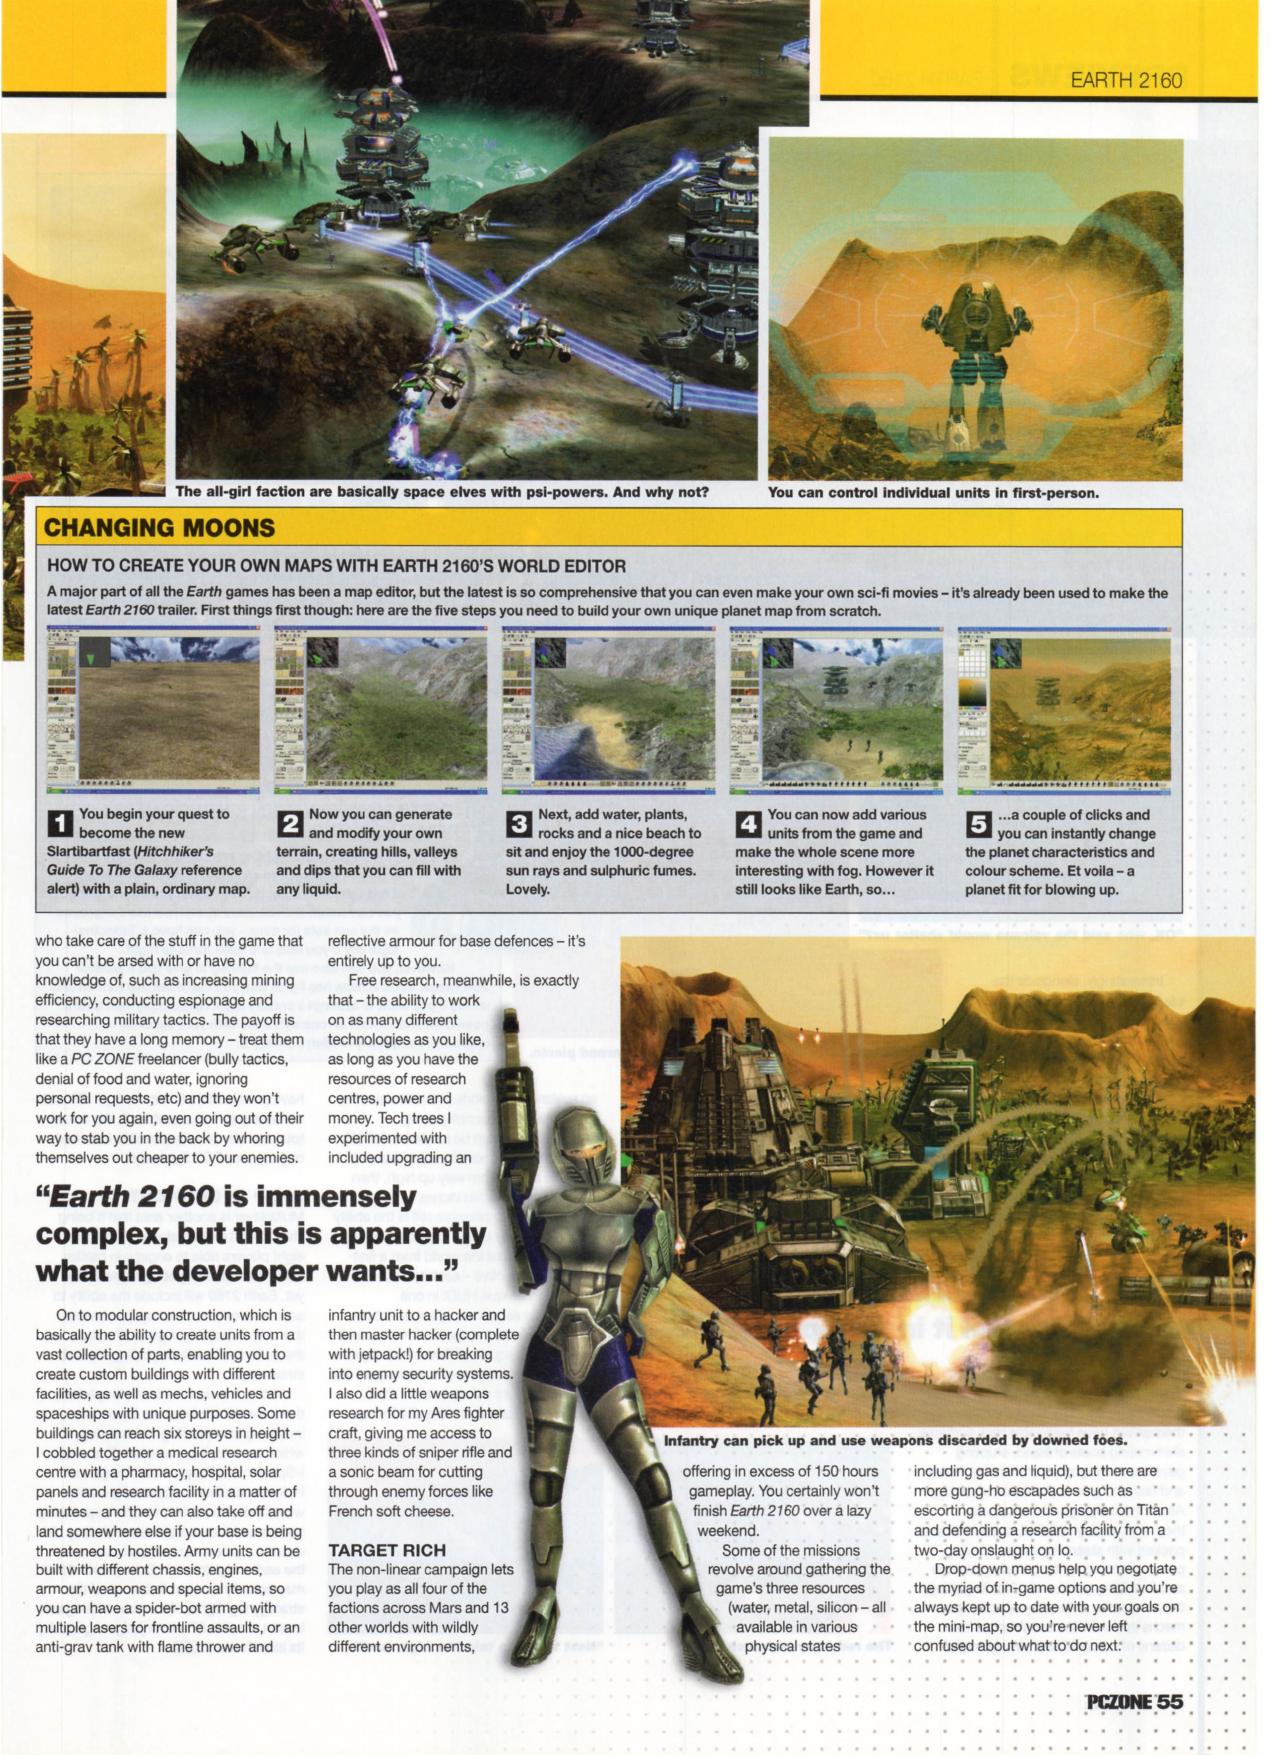 EARTH 2160
The all-girl faction are basically space elves with psi-powers. And why not?
You can control individual units in first-person.
CHANGING MOONS
HOW TO CREATE YOUR OWN MAPS WITH EARTH 2160'S WORLD EDITOR
A major part of all the Earth games has been a map editor, but the latest is so comprehensive that you can even make your own sci-fi movies – it's already been used to make the
latest Earth 2160 trailer. First things first though: here are the five steps you need to build your own unique planet map from scratch.
1 You begin your quest to
become the new
Slartibartfast (Hitchhiker's
Guide To The Galaxy reference
alert) with a plain, ordinary map.
2 Now you can generate
and modify your own
terrain, creating hills, valleys
and dips that you can fill with
any liquid.
3 Next, add water, plants,
rocks and a nice beach to
sit and enjoy the 1000-degree
sun rays and sulphuric fumes.
Lovely.
4 You can now add various
units from the game and
make the whole scene more
interesting with fog. However it
still looks like Earth, so...
5 ...a couple of clicks and
you can instantly change
the planet characteristics and
colour scheme. Et voila – a
planet fit for blowing up.
who take care of the stuff in the game that
you can't be arsed with or have no
knowledge of, such as increasing mining
efficiency, conducting espionage and
researching military tactics. The payoff is
that they have a long memory – treat them
like a PC ZONE freelancer (bully tactics,
denial of food and water, ignoring
personal requests, etc) and they won't
work for you again, even going out of their
way to stab you in the back by whoring
themselves out cheaper to your enemies.
"Earth 2160 is immensely
complex, but this is apparently
what the developer wants..."
On to modular construction, which is
basically the ability to create units from a
vast collection of parts, enabling you to
create custom buildings with different
facilities, as well as mechs, vehicles and
spaceships with unique purposes. Some
buildings can reach six storeys in height –
I cobbled together a medical research
centre with a pharmacy, hospital, solar
panels and research facility in a matter of
minutes – and they can also take off and
land somewhere else if your base is being
threatened by hostiles. Army units can be
built with different chassis, engines,
armour, weapons and special items, so
you can have a spider-bot armed with
multiple lasers for frontline assaults, or an
anti-grav tank with flame thrower and
reflective armour for base defences – it's
entirely up to you.
Free research, meanwhile, is exactly
that – the ability to work
on as many different
technologies as you like,
as long as you have the
resources of research
centres, power and
money. Tech trees I
experimented with
included upgrading an
infantry unit to a hacker and
then master hacker (complete
with jetpack!) for breaking
into enemy security systems.
I also did a little weapons
research for my Ares fighter
craft, giving me access to
three kinds of sniper rifle and
a sonic beam for cutting
through enemy forces like
French soft cheese.
TARGET RICH
The non-linear campaign lets
you play as all four of the
factions across Mars and 13
other worlds with wildly
different environments,
Infantry can pick up and use weapons discarded by downed foes.
offering in excess of 150 hours
gameplay. You certainly won't
finish Earth 2160 over a lazy
weekend.
Some of the missions
revolve around gathering the
game's three resources
(water, metal, silicon – all
available in various
physical states
including gas and liquid), but there are
more gung-ho escapades such as
escorting a dangerous prisoner on Titan
and defending a research facility from a
two-day onslaught on Io.
Drop-down menus help you negotiate
the myriad of in-game options and you're
always kept up to date with your goals on
the mini-map, so you're never left
confused about what to do next.
PCZONE 55